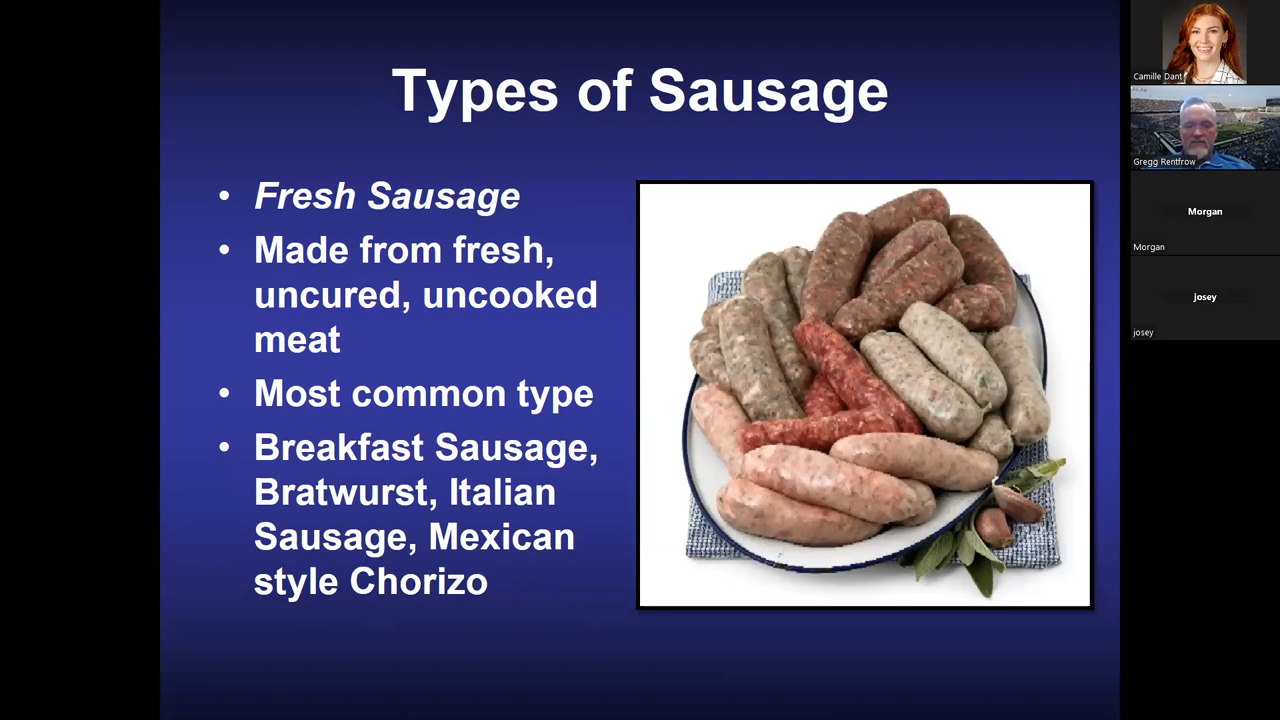 Types of Sausage
• Fresh Sausage
• Made from fresh,
uncured, uncooked
meat
• Most common type
• Breakfast Sausage,
Bratwurst, Italian
Sausage, Mexican
style Chorizo
Camille Dant
Gregg Rentfrow
Morgan
Morgan
josey
josey